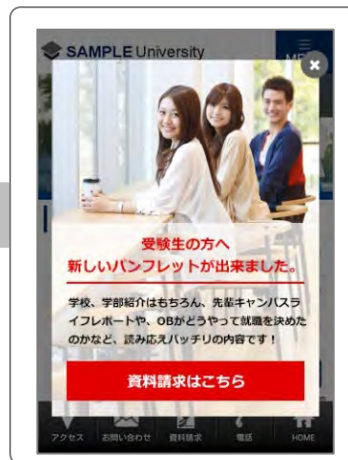 SAMPLE University
受験生の方へ
新しいパンフレットが出来ました。
学校、学部紹介はもちろん、先輩キャンパスラ
イフレポートや、OBがどうやって就職を決めた
のかなど、読み応えバッチリの内容です！
資料請求はこちら
アクセス お問い合わせ 資料請求 電話 HOME